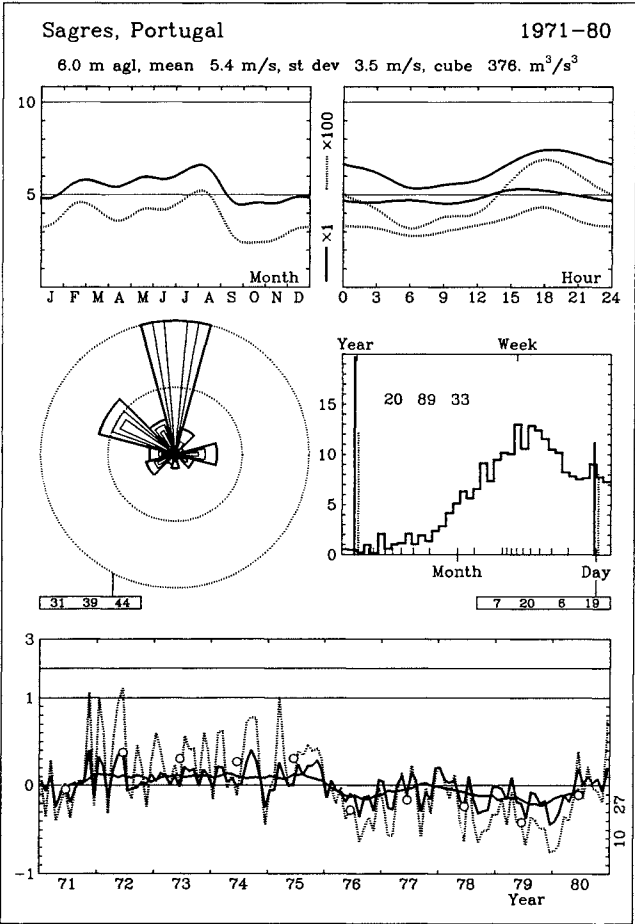 Sagres, Portugal 1971-80
6.0 m agl, mean 5.4 m/s, st dev 3.5 m/s, cube 376. m³/s³
10
5
J F M A M J J A S O N D
Month
×1 ×100
0 3 6 9 12 15 18 21 24
Hour
Year Week
15
10
5
0
20 89 33
Month Day
31 39 44
7 20 6 19
3
1
0
-1
10 27
71 72 73 74 75 76 77 78 79 80
Year